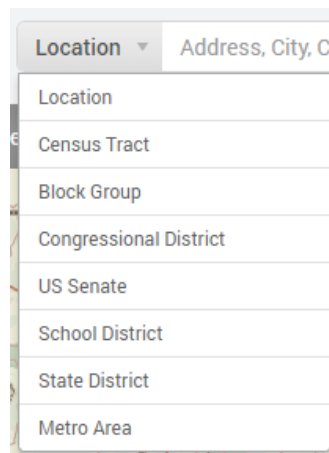 Location Address, City, C
Location
Census Tract
Block Group
Congressional District
US Senate
School District
State District
Metro Area